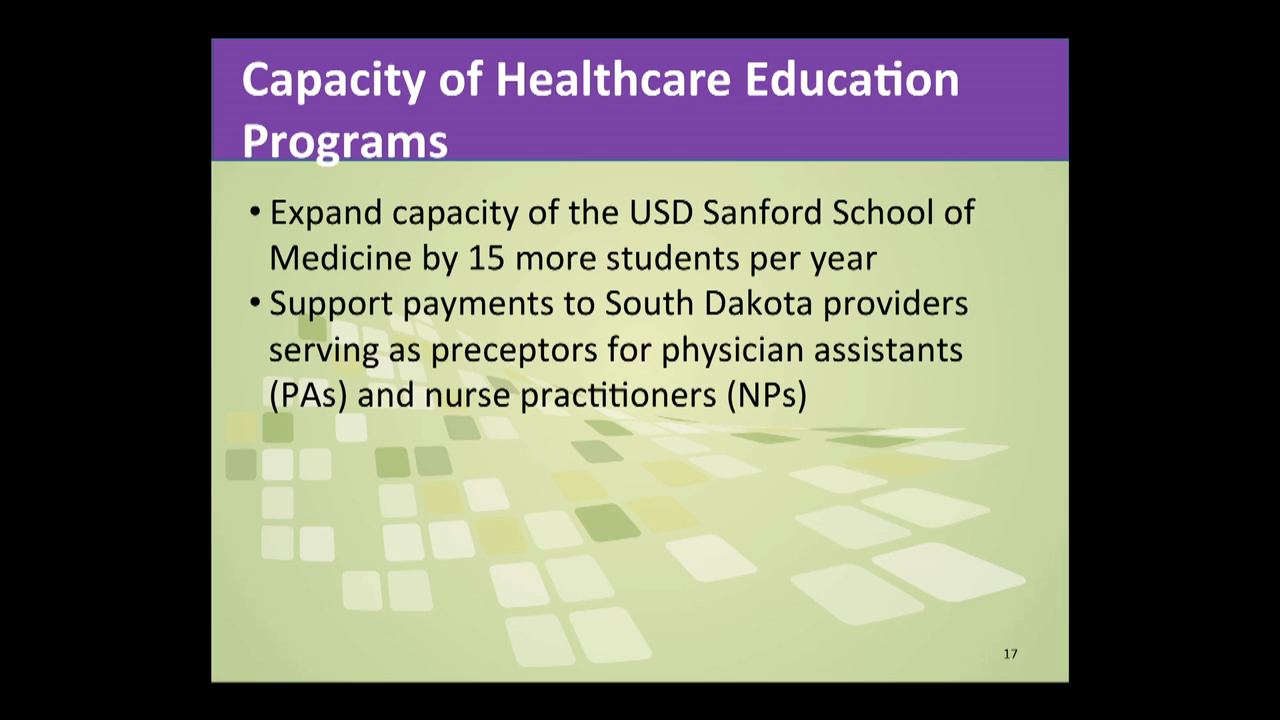 Capacity of Healthcare Education
Programs
• Expand capacity of the USD Sanford School of
Medicine by 15 more students per year
• Support payments to South Dakota providers
serving as preceptors for physician assistants
(PAs) and nurse practitioners (NPs)
17